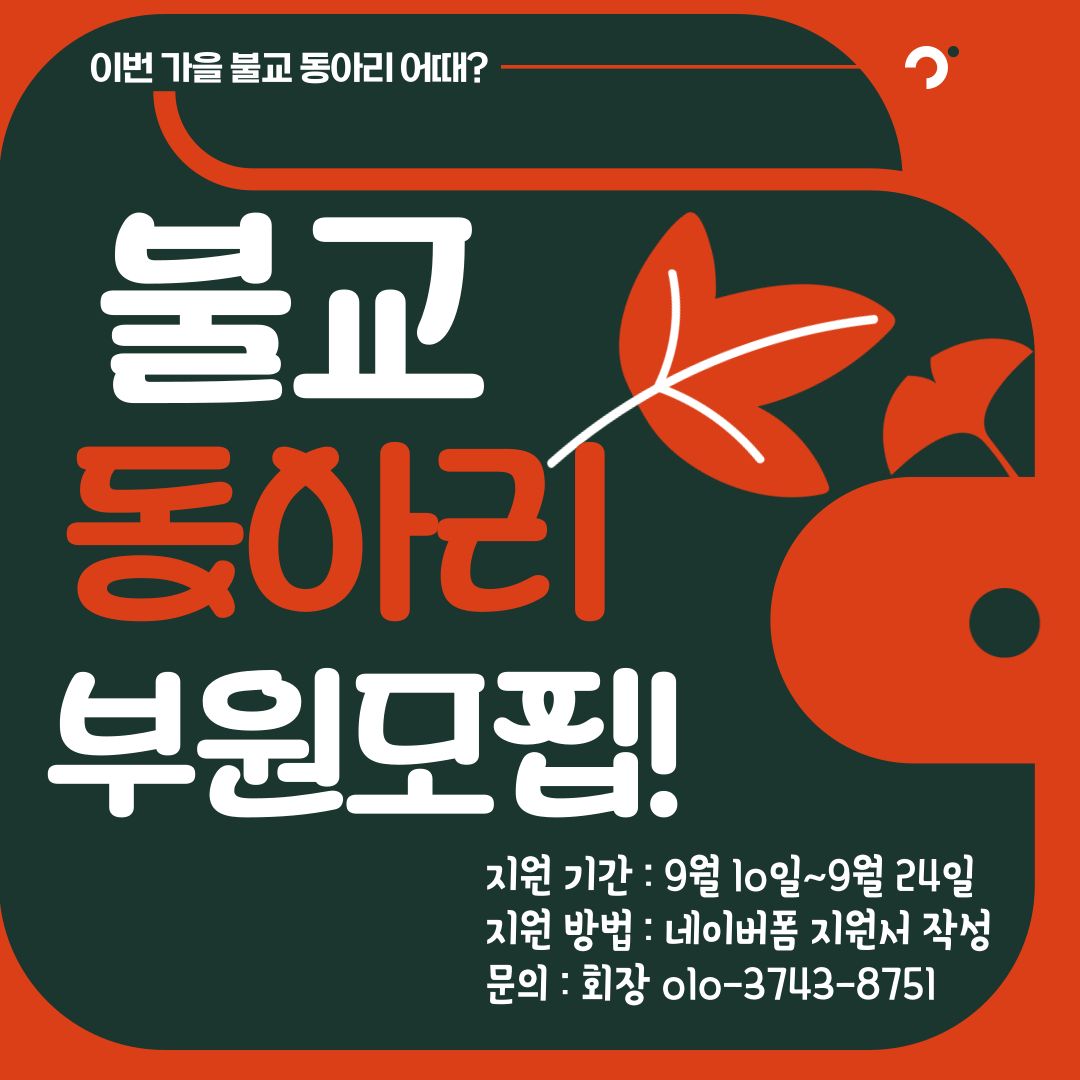 이번 가을 불교 동아리 어때?
불교
동아리
부원모집!
지원 기간 : 9월 10일~9월 24일
지원 방법 : 네이버폼 지원서 작성
문의 : 회장 010-3743-8751